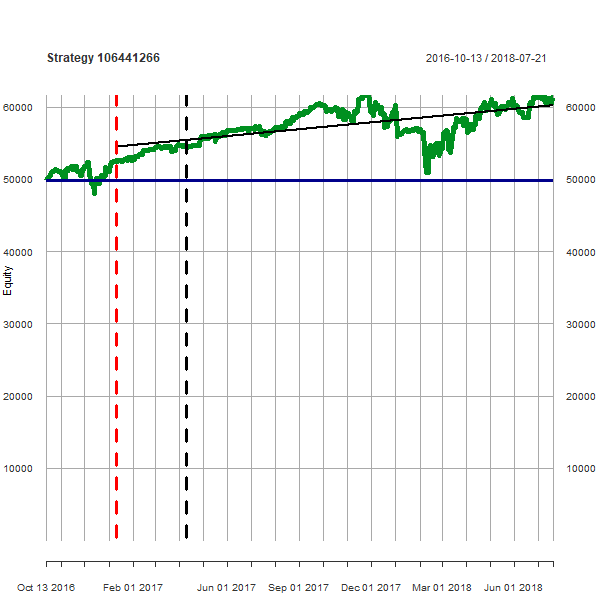 Strategy 106441266
2016-10-13 / 2018-07-21
60000
60000
50000
50000
40000
40000
Equity
30000
30000
20000
20000
10000
10000
Oct 13 2016
Feb 01 2017
Jun 01 2017
Sep 01 2017
Dec 01 2017
Mar 01 2018
Jun 01 2018